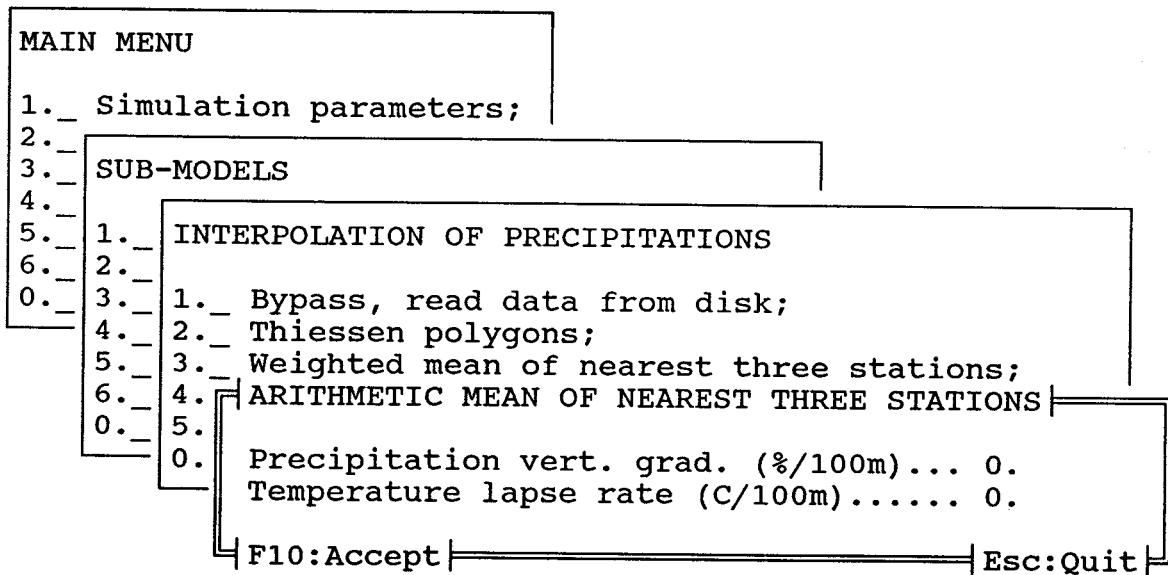 MAIN MENU
1._ Simulation parameters;
2._
3._ SUB-MODELS
4._
5._ 1._ INTERPOLATION OF PRECIPITATIONS
6._ 2._
0._ 3._ 1._ Bypass, read data from disk;
4._ 2._ Thiessen polygons;
5._ 3._ Weighted mean of nearest three stations;
6._ 4. ARITHMETIC MEAN OF NEAREST THREE STATIONS
0._ 5.
0. Precipitation vert. grad. (%/100m)... 0.
Temperature lapse rate (C/100m)...... 0.
F10:Accept Esc:Quit